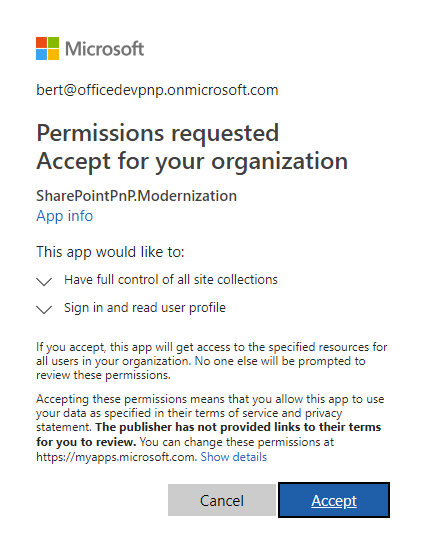 Microsoft
bert@officedevpnp.onmicrosoft.com
Permissions requested
Accept for your organization
SharePointPnP.Modernization
App info
This app would like to:
Have full control of all site collections
Sign in and read user profile
If you accept, this app will get access to the specified resources for
all users in your organization. No one else will be prompted to
review these permissions.
Accepting these permissions means that you allow this app to use
your data as specified in their terms of service and privacy
statement. The publisher has not provided links to their terms
for you to review. You can change these permissions at
https://myapps.microsoft.com. Show details
Cancel
Accept